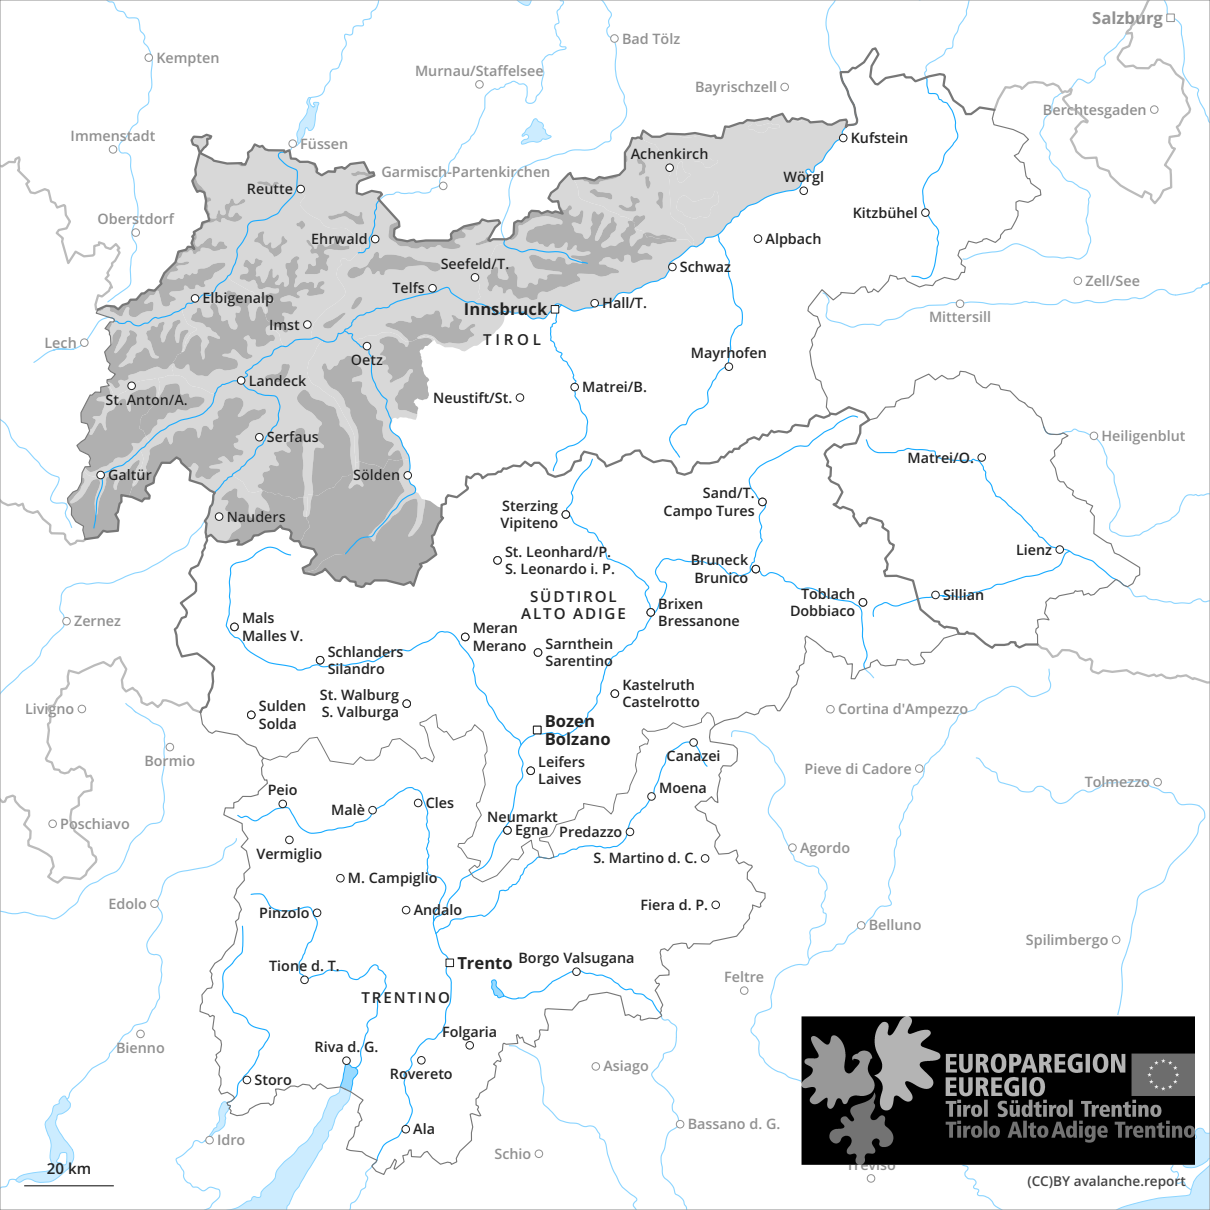 Salzburg
Bad Tölz
Kempten
Murnau/Staffelsee
Bayrischzell
Berchtesgaden
Immenstadt
Füssen
Kufstein
Achenkirch
Garmisch-Partenkirchen
Wörgl
Reutte
Oberstdorf
Kitzbühel
Ehrwald
Alpbach
Seefeld/T.
Schwaz
Zell/See
Telfs
Elbigenalp
Hall/T.
Innsbruck
Mittersill
Imst
TIROL
Lech
Oetz
Mayrhofen
Landeck
Matrei/B.
St. Anton/A.
Neustift/St.
Serfaus
Heiligenblut
Matrei/O.
Galtür
Sölden
Sand/T.
Campo Tures
Sterzing
Vipiteno
Nauders
Lienz
St. Leonhard/P.
S. Leonardo i. P.
Bruneck
Brunico
SÜDTIROL
ALTO ADIGE
Toblach
Dobbiaco
Sillian
Brixen
Bressanone
Zernez
Mals
Malles V.
Meran
Merano
Sarnthein
Sarentino
Schlanders
Silandro
Kastelruth
Castelrotto
St. Walburg
S. Valburga
Livigno
Sulden
Solda
Cortina d'Ampezzo
Bozen
Bolzano
Canazei
Bormio
Leifers
Laives
Pieve di Cadore
Tolmezzo
Peio
Moena
Malè
Cles
Neumarkt
Egna
Predazzo
Poschiavo
Vermiglio
S. Martino d. C.
Agordo
M. Campiglio
Edolo
Pinzolo
Andalo
Fiera d. P.
Belluno
Spilimbergo
Trento
Borgo Valsugana
Tione d. T.
Feltre
TRENTINO
Folgaria
Bienno
Riva d. G.
Asiago
Rovereto
Storo
EUROPAREGION
EUREGIO
Tirol Südtirol Trentino
Tirolo Alto Adige Trentino
Bassano d. G.
Ala
Idro
Schio
Treviso
20 km
(CC)BY avalanche.report